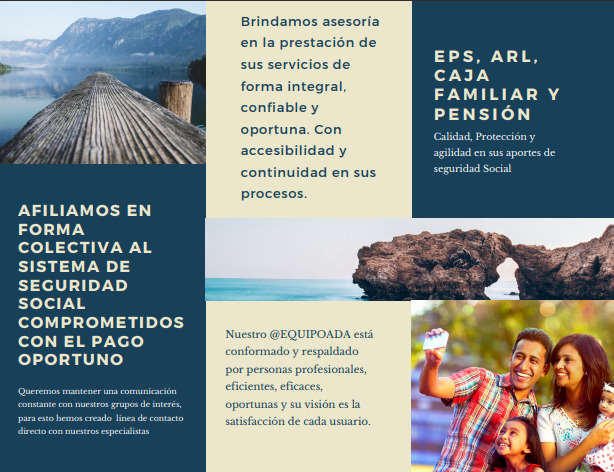 Brindamos asesoría
en la prestación de
sus servicios de
forma integral,
confiable y
oportuna. Con
accesibilidad y
continuidad en sus
procesos.
EPS, ARL,
CAJA
FAMILIAR Y
PENSIÓN
Calidad, Protección y
agilidad en sus aportes de
seguridad Social
AFILIAMOS EN
FORMA
COLECTIVA AL
SISTEMA DE
SEGURIDAD
SOCIAL
COMPROMETIDOS
CON EL PAGO
OPORTUNO
Queremos mantener una comunicación
constante con nuestros grupos de interés,
para esto hemos creado línea de contacto
directo con nuestros especialistas
Nuestro @EQUIPOADA está
conformado y respaldado
por personas profesionales,
eficientes, eficaces,
oportunas y su visión es la
satisfacción de cada usuario.